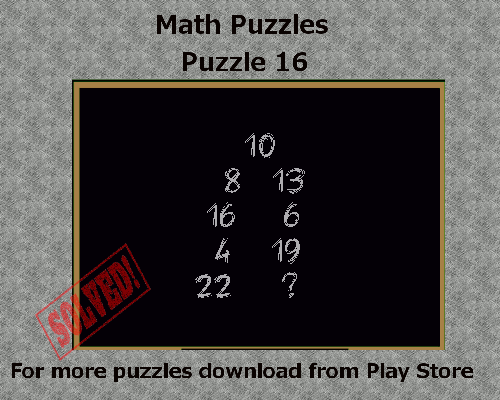 Math Puzzles
Puzzle 16
10
8 13
16 6
4 19
22 ?
SOLVED!
For more puzzles download from Play Store